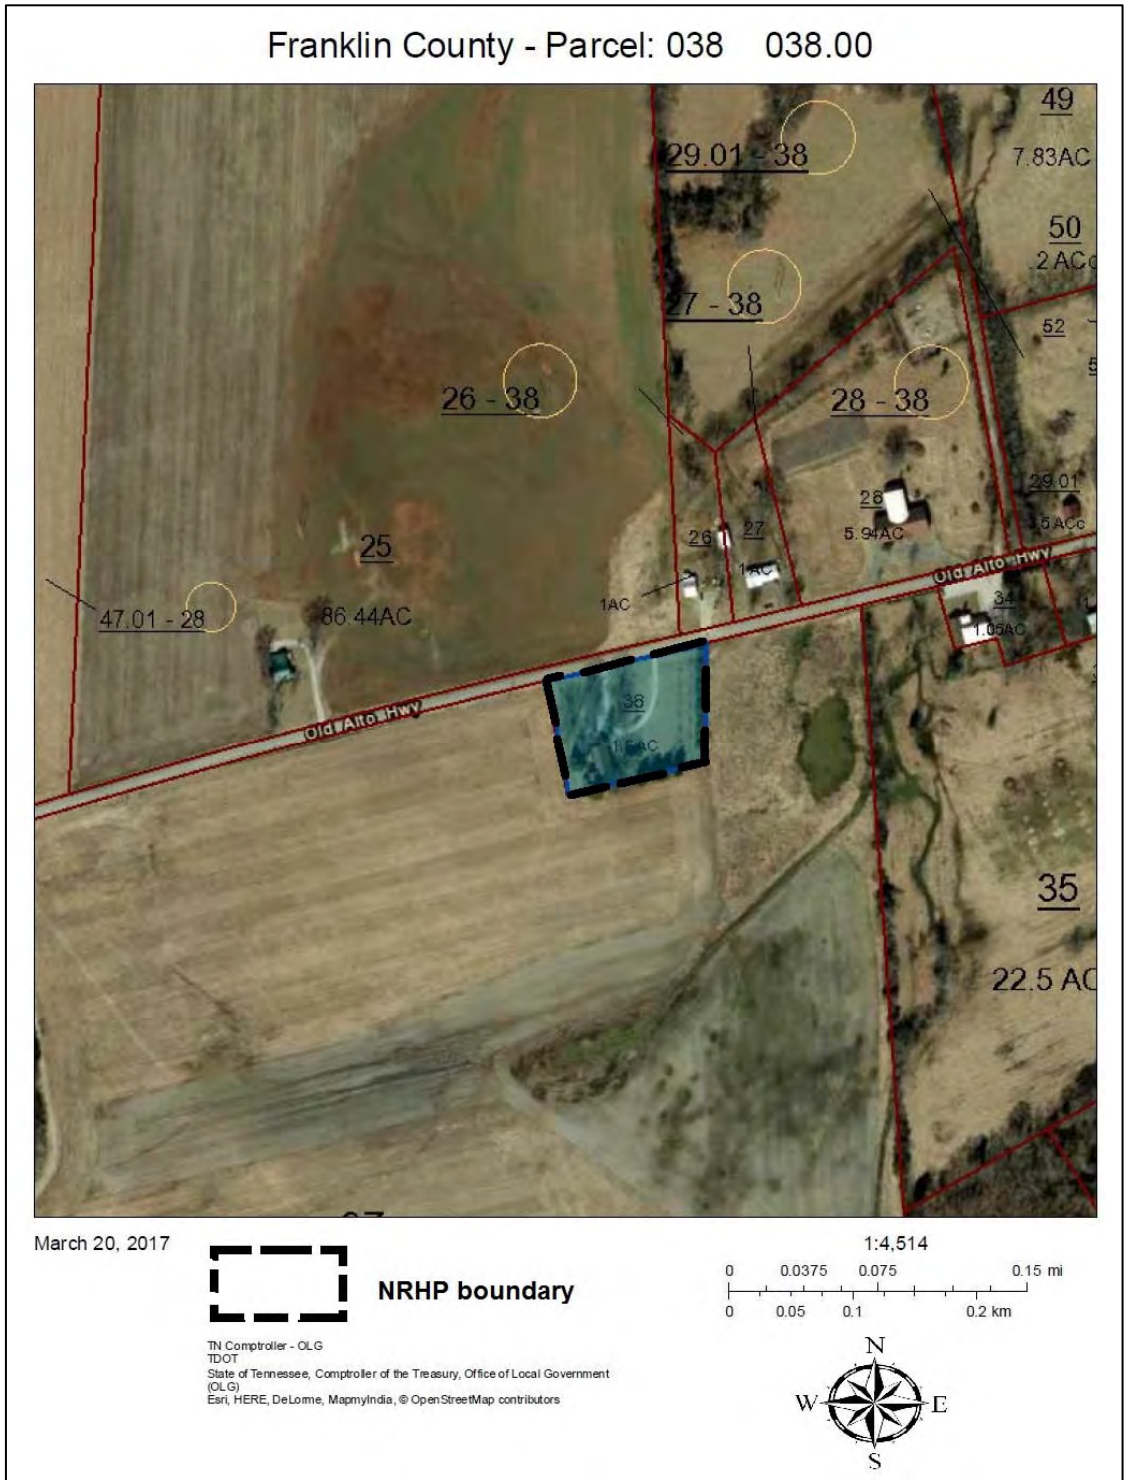 Franklin County - Parcel: 038 038.00
49
7.83AC
29.01 - 38
50
.2 ACc
27 - 38
52
26 - 38
28 - 38
29.01
28
5.94AC
26
27
25
1 AC
Old Alto Hwy
34
1.05AC
1AC
47.01 - 28
86.44AC
38
Old Alto Hwy
35
22.5 AC
March 20, 2017
1:4,514
0 0.0375 0.075 0.15 mi
0 0.05 0.1 0.2 km
NRHP boundary
TN Comptroller - OLG
TDOT
State of Tennessee, Comptroller of the Treasury, Office of Local Government
(OLG)
Esri, HERE, DeLorme, MapmyIndia, © OpenStreetMap contributors
N
W E
S